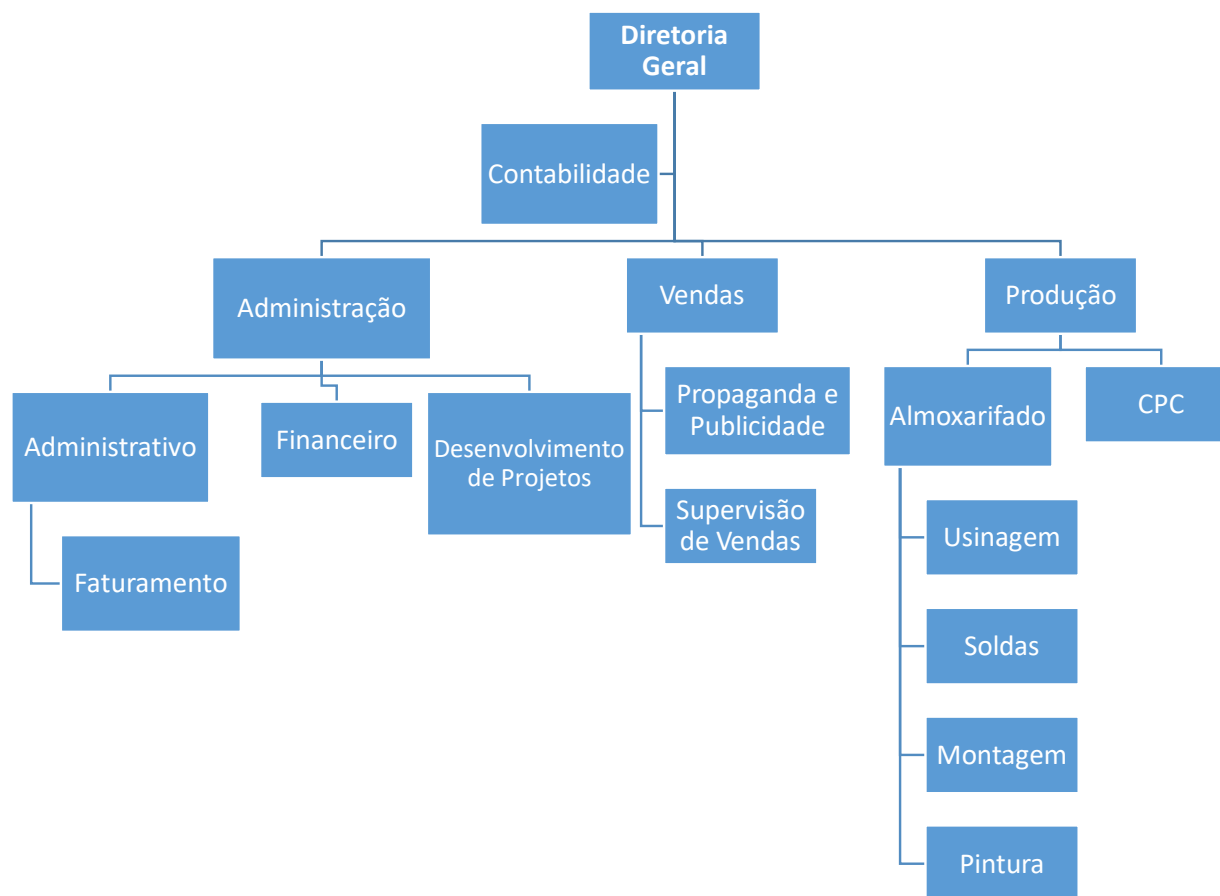 Diretoria
Geral
Contabilidade
Administração
Vendas
Produção
Administrativo
Financeiro
Desenvolvimento
de Projetos
Propaganda e
Publicidade
Almoxarifado
CPC
Faturamento
Supervisão
de Vendas
Usinagem
Soldas
Montagem
Pintura